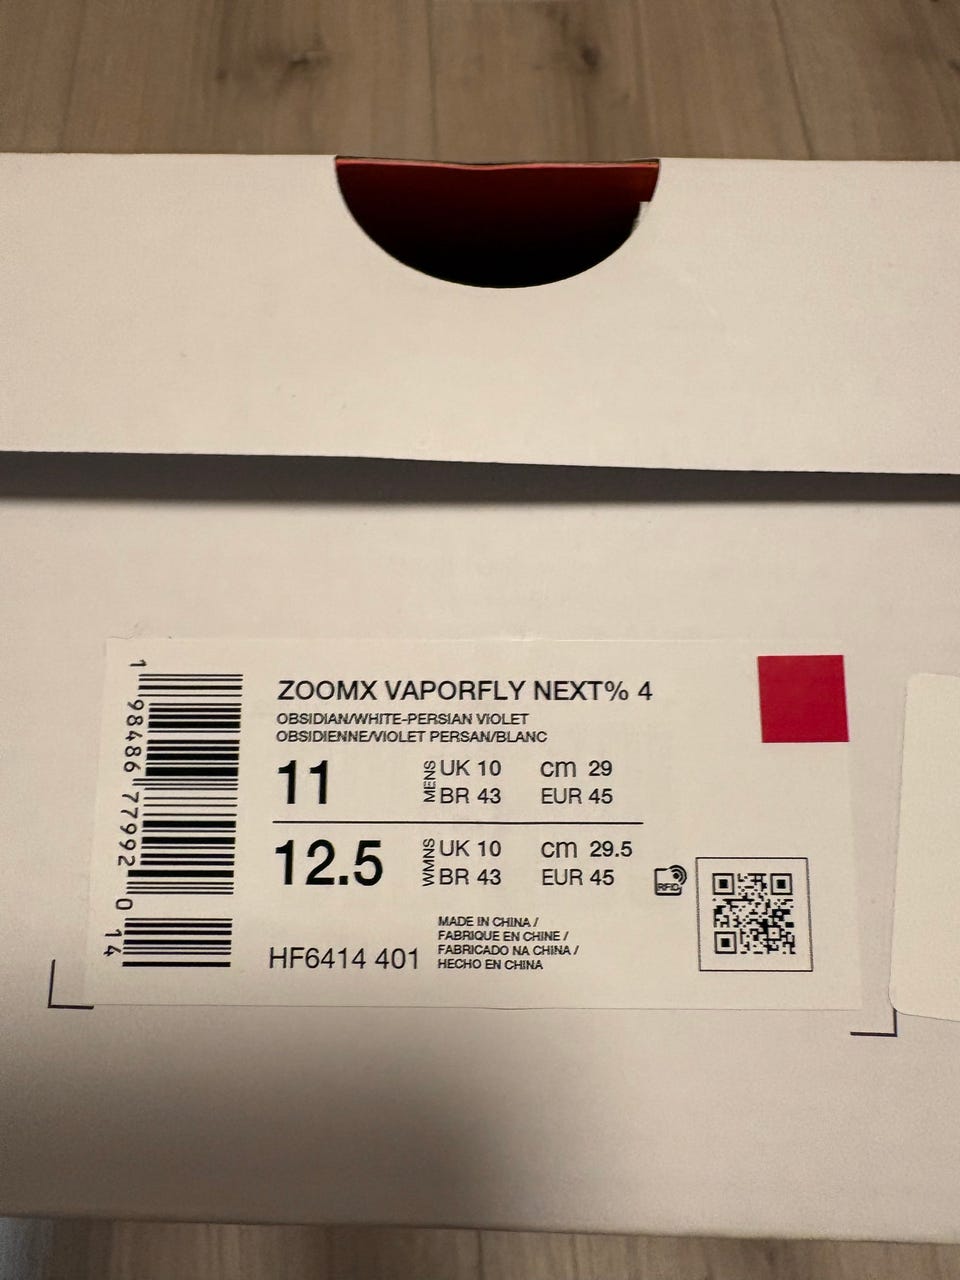 ZOOMX VAPORFLY NEXT% 4
OBSIDIAN/WHITE-PERSIAN VIOLET
OBSIDIENNE/VIOLET PERSAN/BLANC
11 MENS UK 10 cm 29
BR 43 EUR 45
12.5 WMNS UK 10 cm 29.5
BR 43 EUR 45
RFID
HF6414 401
MADE IN CHINA /
FABRIQUE EN CHINE /
FABRICADO NA CHINA /
HECHO EN CHINA
1 98486 77992 0 14